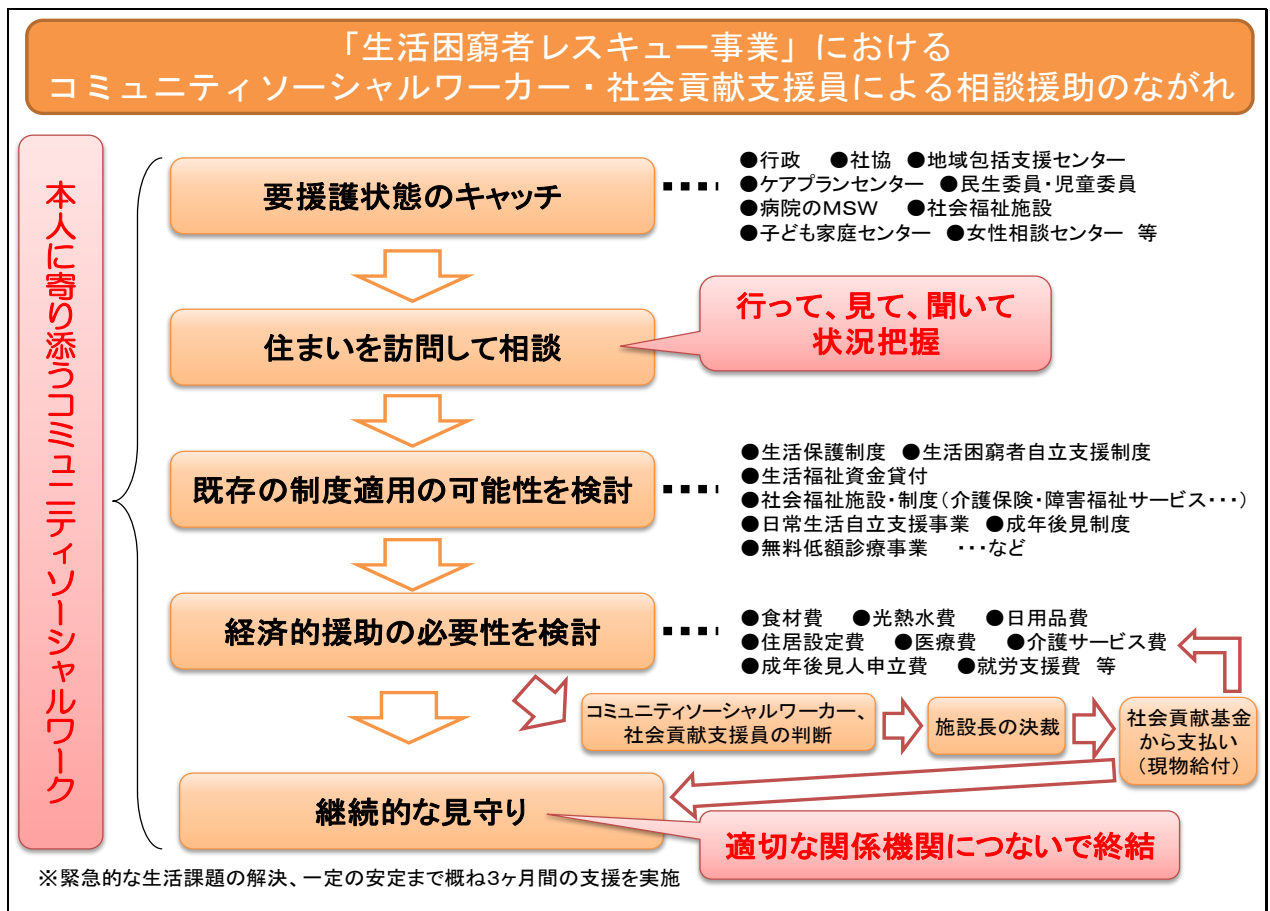 「生活困窮者レスキュー事業」における
コミュニティソーシャルワーカー・社会貢献支援員による相談援助のながれ
本人に寄り添うコミュニティソーシャルワーク
要援護状態のキャッチ
●行政 ●社協 ●地域包括支援センター
●ケアプランセンター ●民生委員・児童委員
●病院のMSW ●社会福祉施設
●子ども家庭センター ●女性相談センター 等
住まいを訪問して相談
行って、見て、聞いて
状況把握
既存の制度適用の可能性を検討
●生活保護制度 ●生活困窮者自立支援制度
●生活福祉資金貸付
●社会福祉施設・制度(介護保険・障害福祉サービス・・・)
●日常生活自立支援事業 ●成年後見制度
●無料低額診療事業 ・・・など
経済的援助の必要性を検討
●食材費 ●光熱水費 ●日用品費
●住居設定費 ●医療費 ●介護サービス費
●成年後見人申立費 ●就労支援費 等
コミュニティソーシャルワーカー、
社会貢献支援員の判断
施設長の決裁
社会貢献基金
から支払い
(現物給付)
継続的な見守り
適切な関係機関につないで終結
※緊急的な生活課題の解決、一定の安定まで概ね3ヶ月間の支援を実施